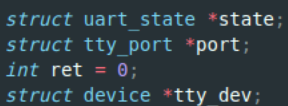 struct uart_state *state;
struct tty_port *port;
int ret = 0;
struct device *tty_dev;